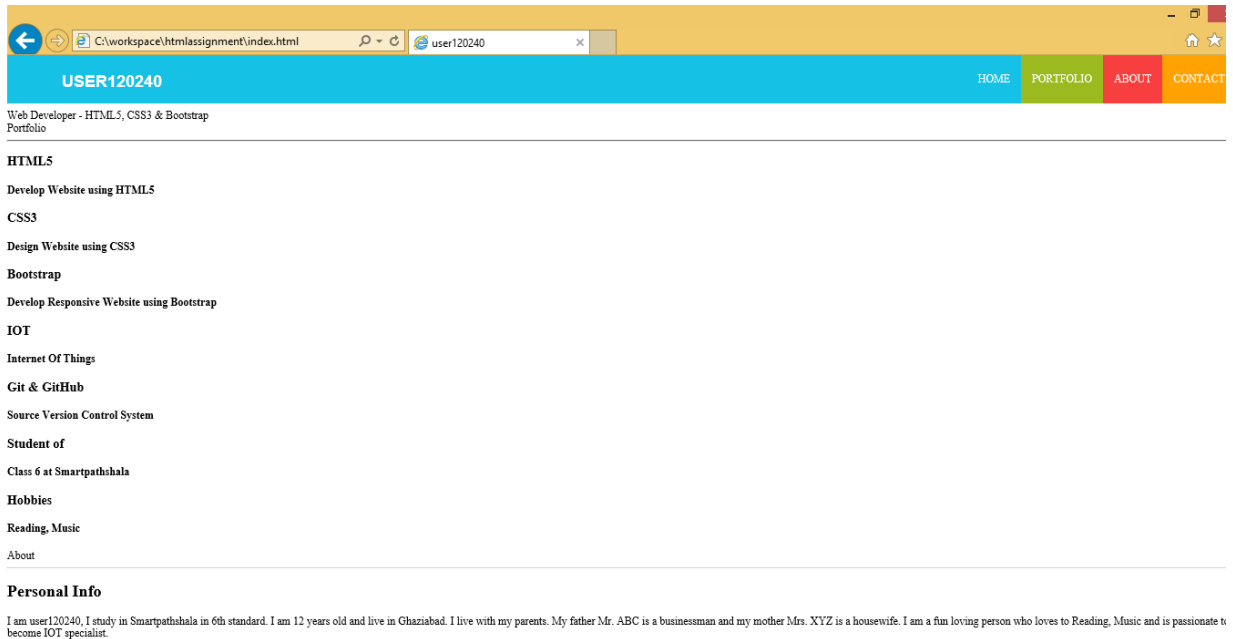 C:\workspace\htmlassignment\index.html
user120240
USER120240
HOME PORTFOLIO ABOUT CONTACT
Web Developer - HTML5, CSS3 & Bootstrap
Portfolio
HTML5
Develop Website using HTML5
CSS3
Design Website using CSS3
Bootstrap
Develop Responsive Website using Bootstrap
IOT
Internet Of Things
Git & GitHub
Source Version Control System
Student of
Class 6 at Smartpathshala
Hobbies
Reading, Music
About
Personal Info
I am user120240, I study in Smartpathshala in 6th standard. I am 12 years old and live in Ghaziabad. I live with my parents. My father Mr. ABC is a businessman and my mother Mrs. XYZ is a housewife. I am a fun loving person who loves to Reading, Music and is passionate to
become IOT specialist.